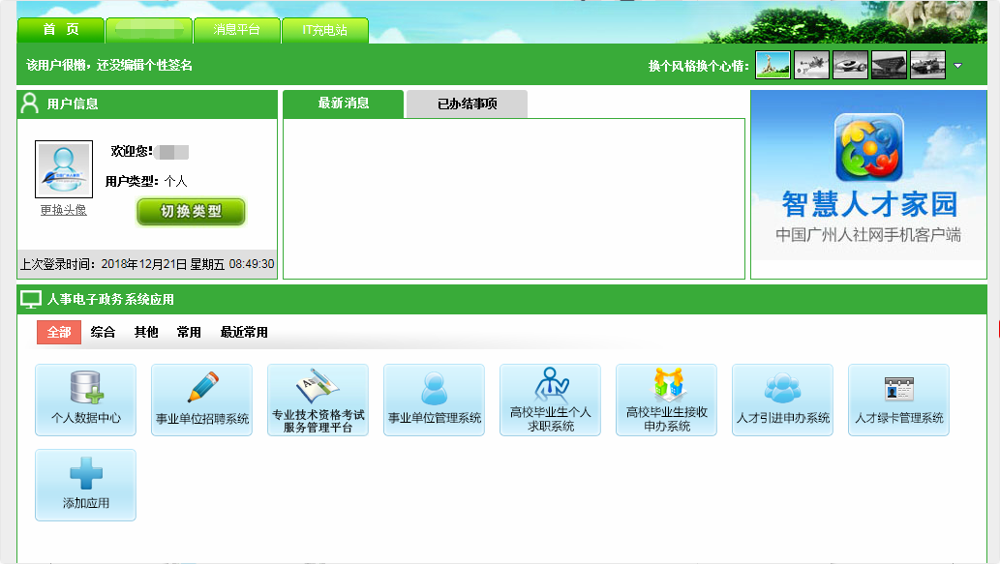 首 页
消息平台
IT充电站
该用户很懒，还没编辑个性签名
换个风格换个心情：
用户信息
欢迎您!
用户类型：个人
更换头像
切换类型
上次登录时间：2018年12月21日 星期五 08:49:30
最新消息
已办结事项
智慧人才家园
中国广州人社网手机客户端
人事电子政务系统应用
全部 综合 其他 常用 最近常用
个人数据中心
事业单位招聘系统
专业技术资格考试
服务管理平台
事业单位管理系统
高校毕业生个人
求职系统
高校毕业生接收
申办系统
人才引进申办系统
人才绿卡管理系统
添加应用